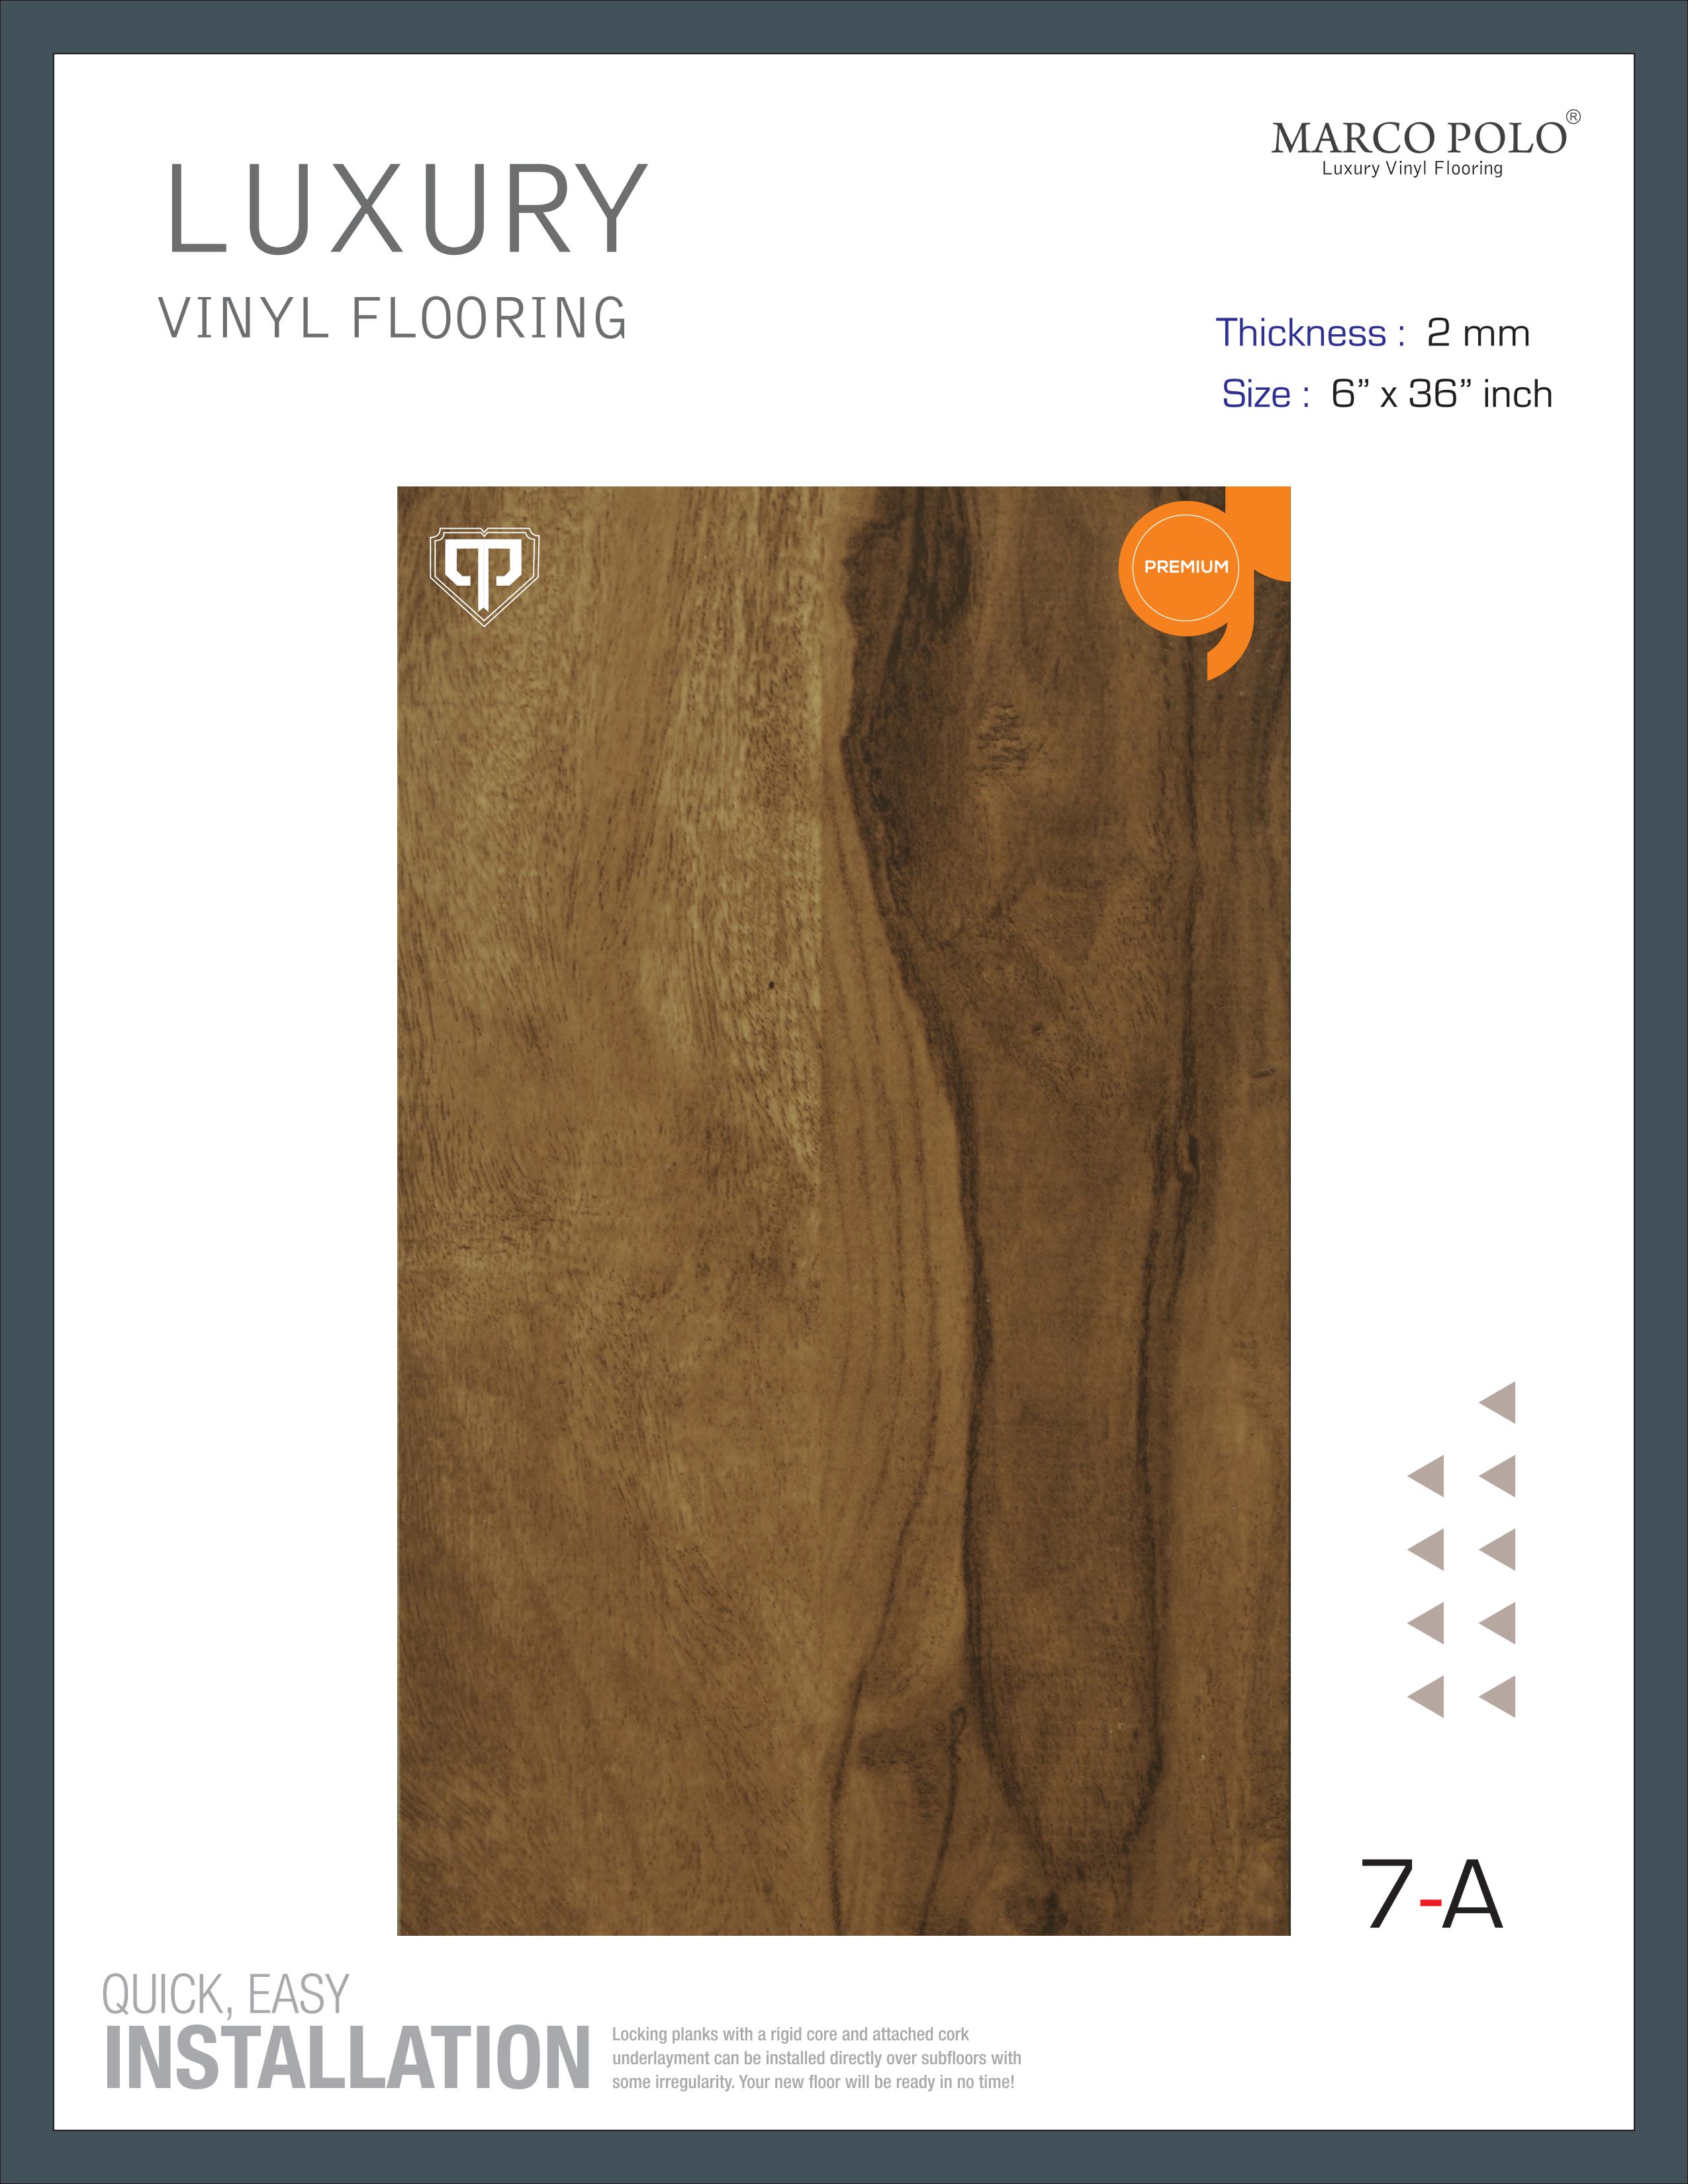 MARCO POLO®
Luxury Vinyl Flooring
LUXURY
VINYL FLOORING
Thickness : 2 mm
Size : 6” x 36” inch
PREMIUM
7-A
QUICK, EASY
INSTALLATION
Locking planks with a rigid core and attached cork
underlayment can be installed directly over subfloors with
some irregularity. Your new floor will be ready in no time!